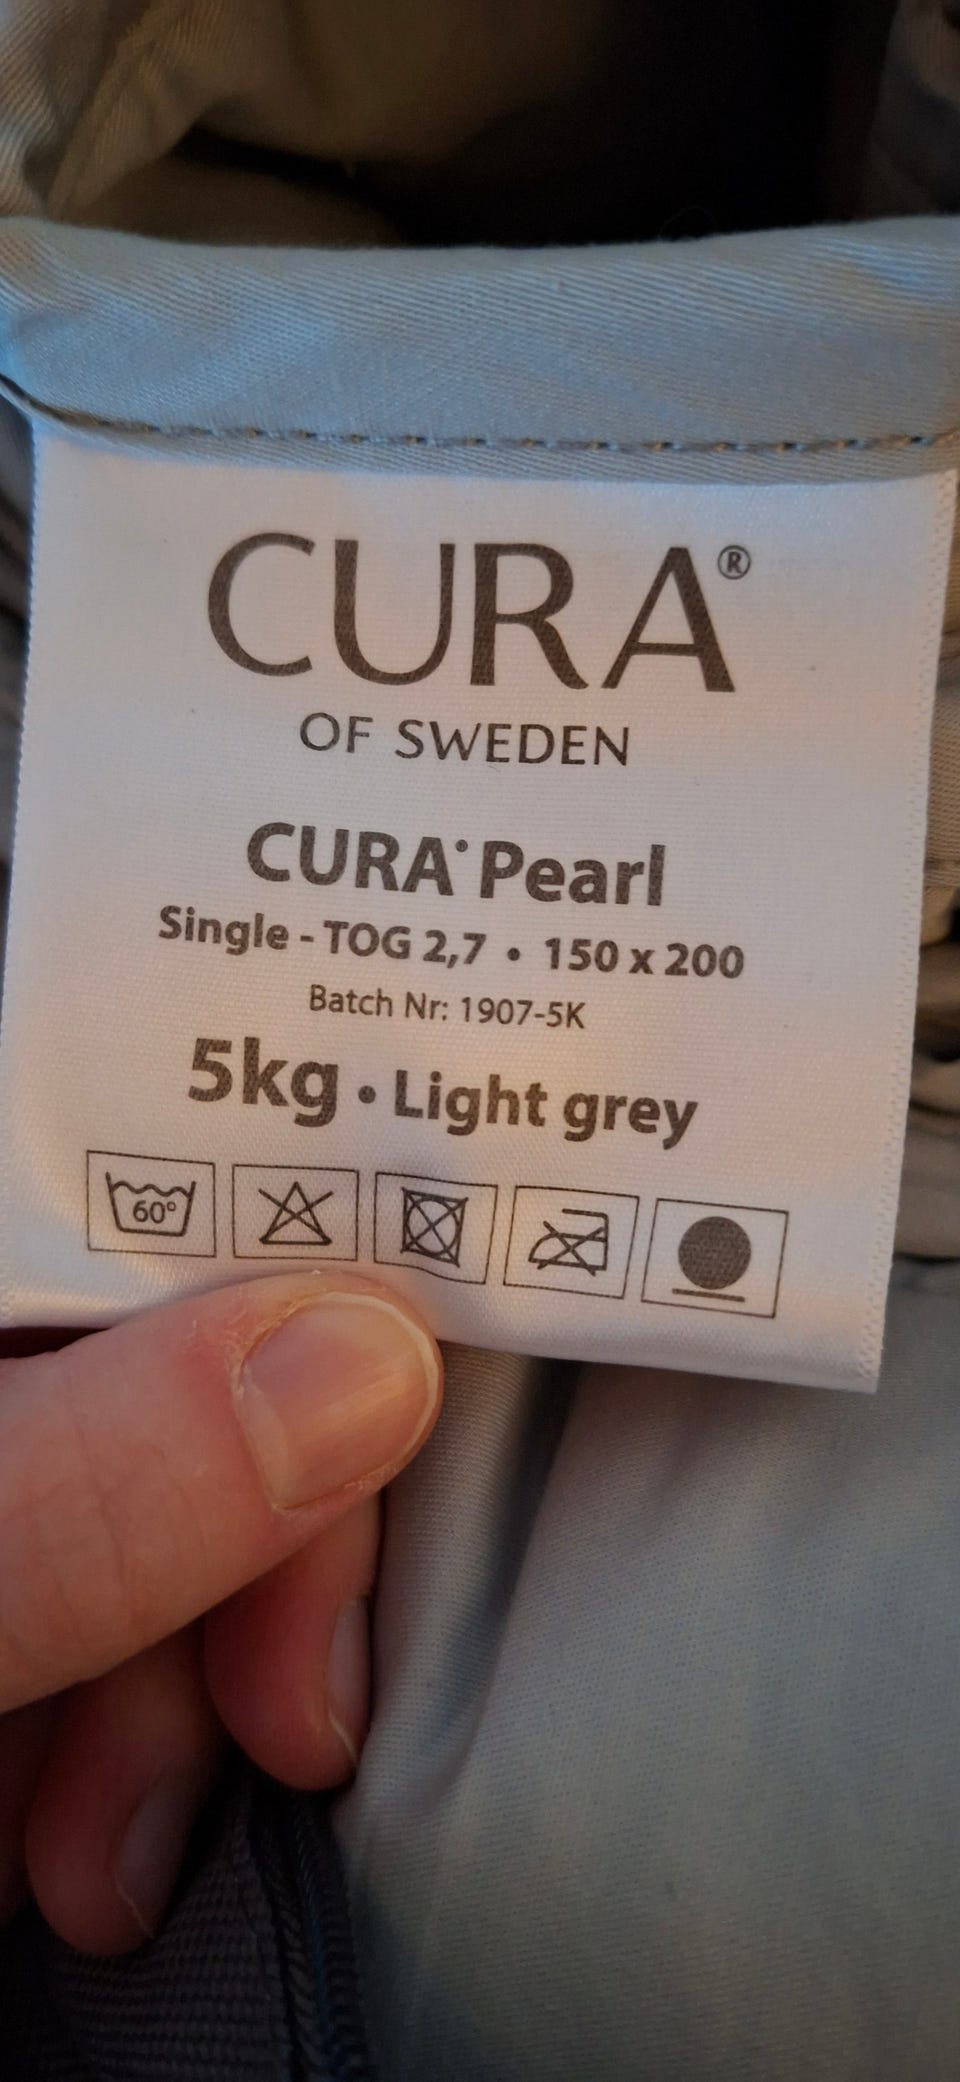 CURA®
OF SWEDEN
CURA® Pearl
Single - TOG 2,7 • 150 x 200
Batch Nr: 1907-5K
5kg • Light grey
60°